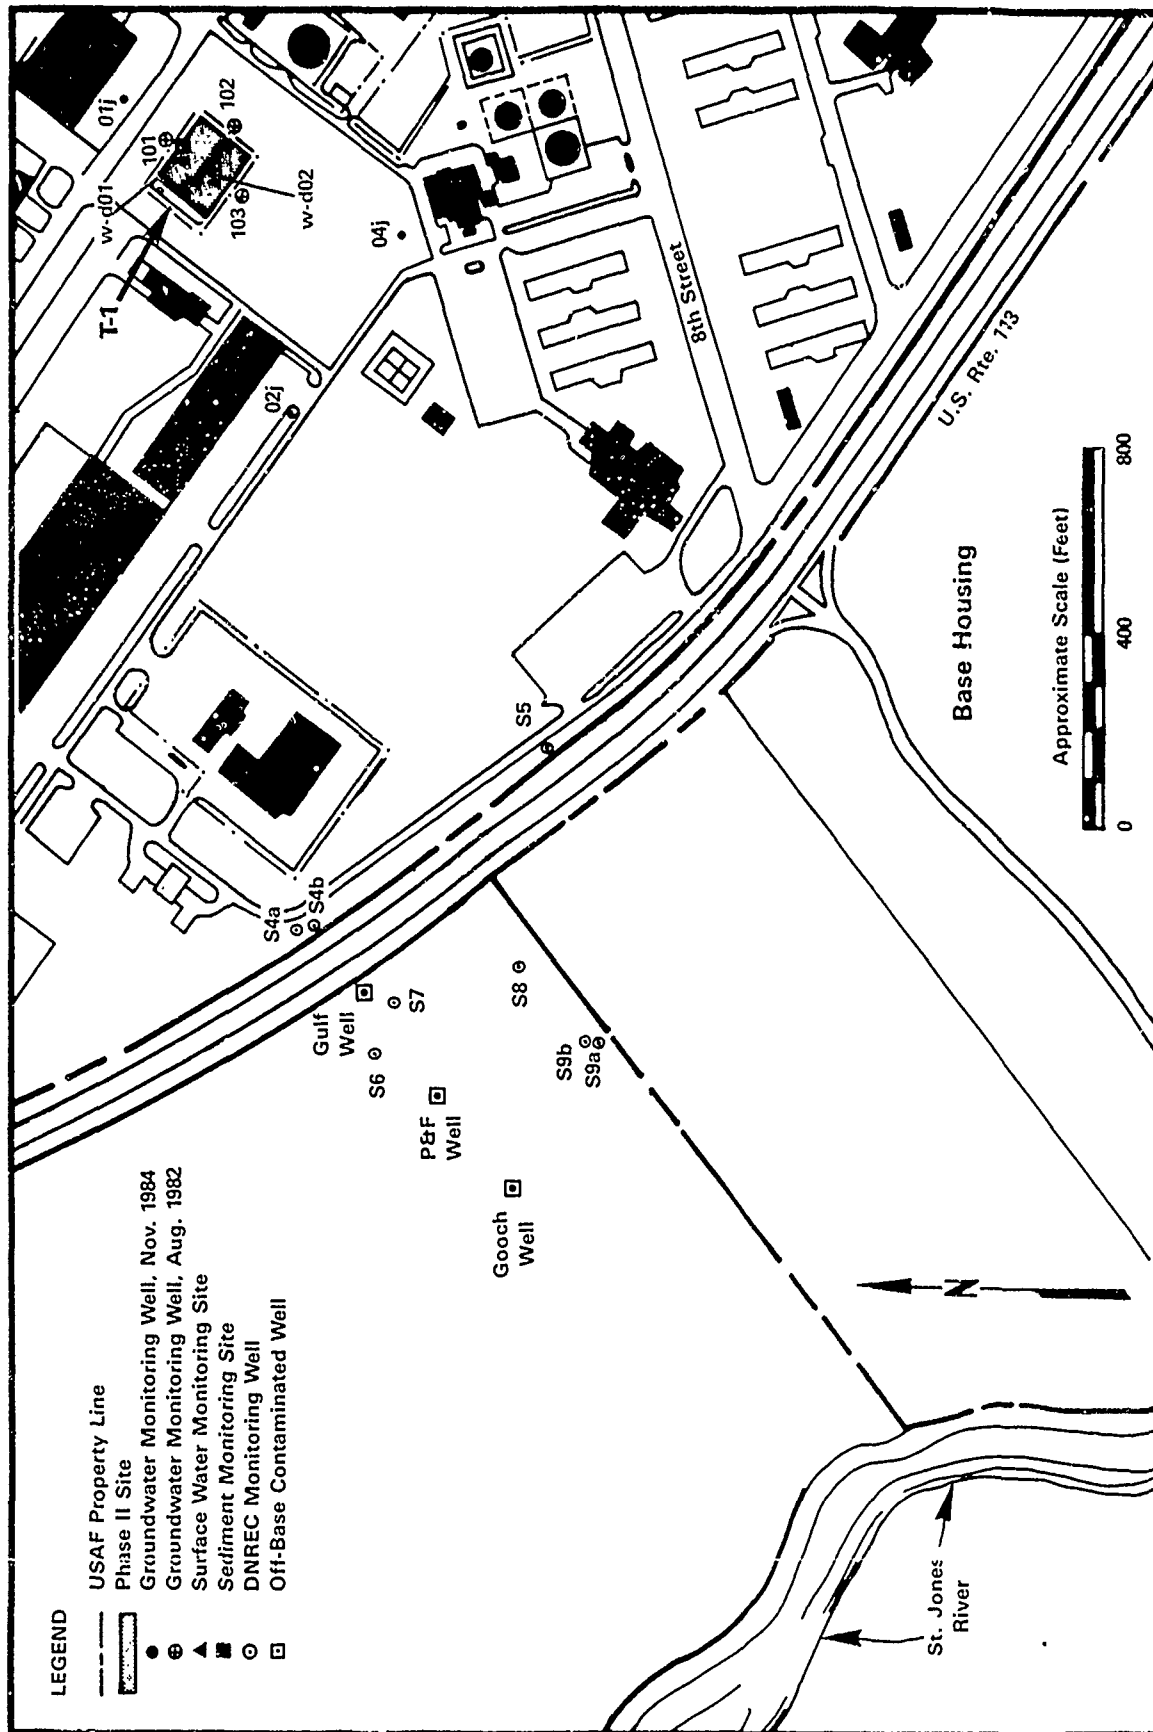 LEGEND
USAF Property Line
Phase II Site
Groundwater Monitoring Well, Nov. 1984
Groundwater Monitoring Well, Aug. 1982
Surface Water Monitoring Site
Sediment Monitoring Site
DNREC Monitoring Well
Off-Base Contaminated Well
01j
101
102
w-d01
T-1
103
w-d02
04j
02j
8th Street
U.S. Rte. 113
S5
S4a
S4b
Gulf
Well
S7
S6
S8
P&F
Well
S9b
S9a
Gooch
Well
Base Housing
Approximate Scale (Feet)
0
400
800
N
St. Jones
River